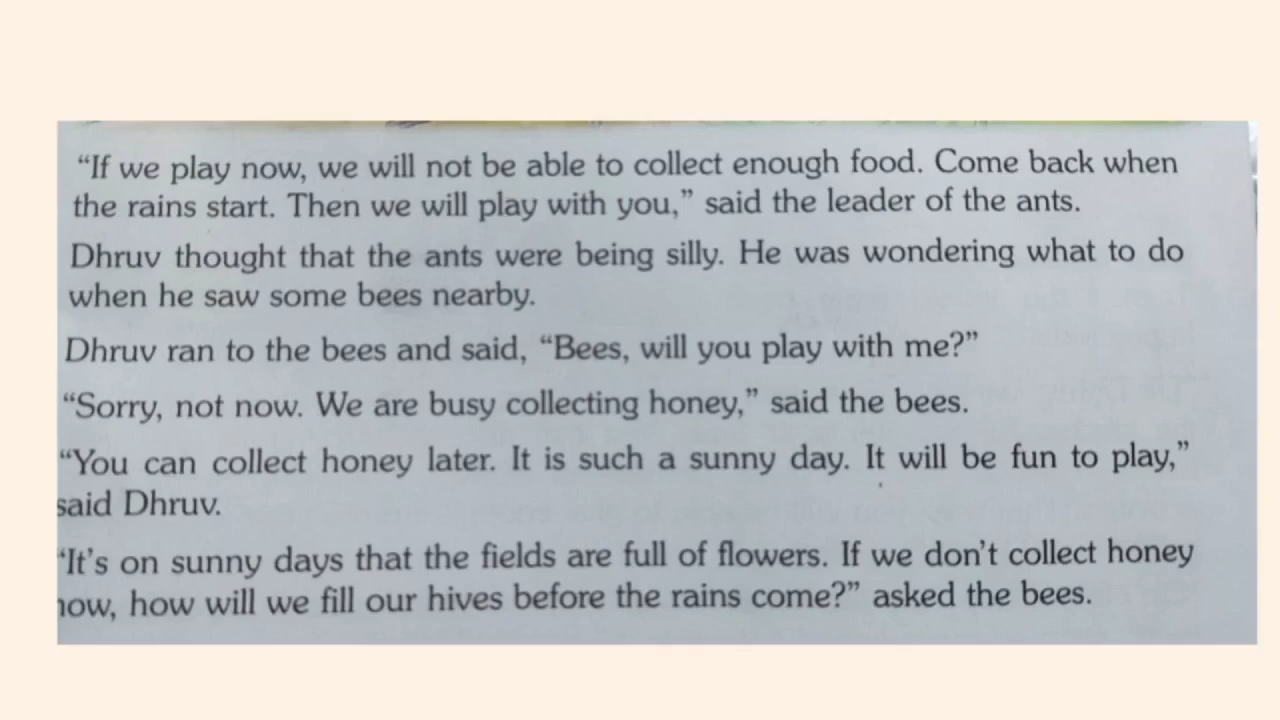 “If we play now, we will not be able to collect enough food. Come back when
the rains start. Then we will play with you,” said the leader of the ants.
Dhruv thought that the ants were being silly. He was wondering what to do
when he saw some bees nearby.
Dhruv ran to the bees and said, “Bees, will you play with me?”
“Sorry, not now. We are busy collecting honey,” said the bees.
“You can collect honey later. It is such a sunny day. It will be fun to play,”
said Dhruv.
“It’s on sunny days that the fields are full of flowers. If we don’t collect honey
now, how will we fill our hives before the rains come?” asked the bees.